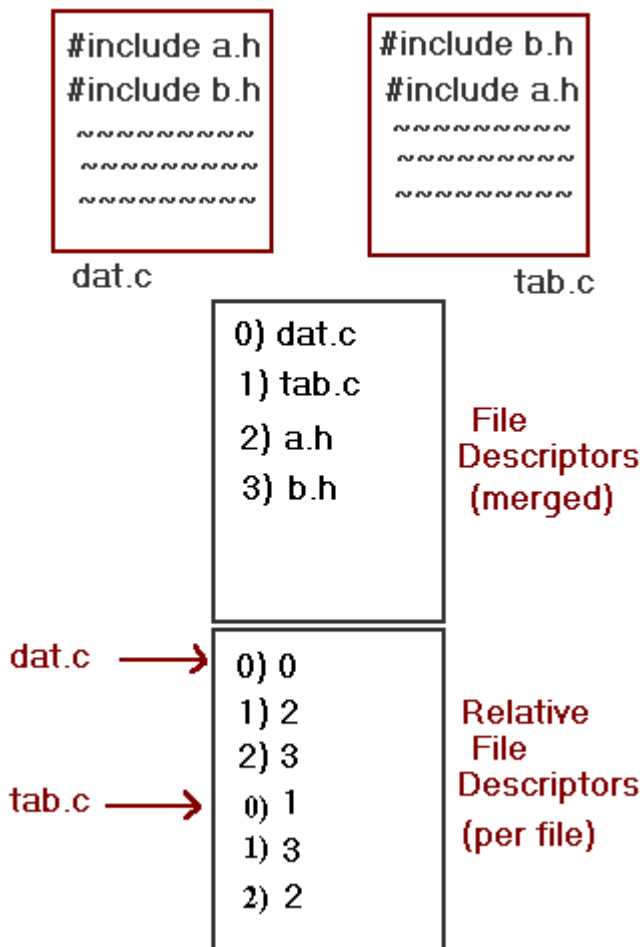 #include a.h
#include b.h
~~~~~~~~~
~~~~~~~~~
~~~~~~~~~
dat.c
#include b.h
#include a.h
~~~~~~~~~
~~~~~~~~~
~~~~~~~~~
tab.c
0) dat.c
1) tab.c
2) a.h
3) b.h
File
Descriptors
(merged)
dat.c
0) 0
1) 2
2) 3
tab.c
0) 1
1) 3
2) 2
Relative
File
Descriptors
(per file)